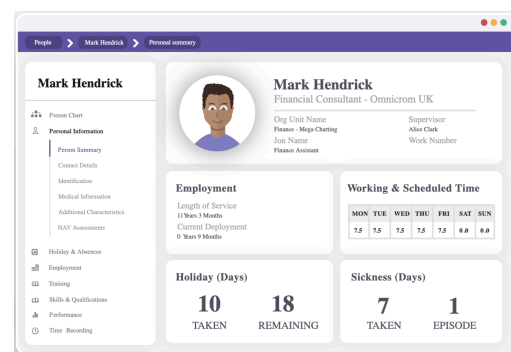 People
Mark Hendrick
Personal summary
Mark Hendrick
Person Chart
Personal Information
Person Summary
Contact Details
Identification
Medical Information
Additional Characteristics
HAV Assessments
Holiday & Absences
Employment
Training
Skills & Qualifications
Performance
Time Recording
Mark Hendrick
Financial Consultant - Omnicrom UK
Org Unit Name
Finance - Mega Charting
Jon Name
Finance Assistant
Supervisor
Alice Clark
Work Number
Employment
Length of Service
11Years 3 Months
Current Deployment
0 Years 9 Months
Working & Scheduled Time
MON TUE WED THU FRI SAT SUN
7.5 7.5 7.5 7.5 7.5 0.0 0.0
Holiday (Days)
10 18
TAKEN REMAINING
Sickness (Days)
7 1
TAKEN EPISODE